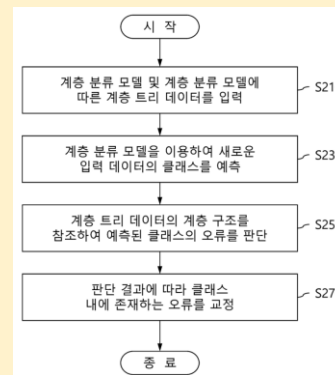 시 작
계층 분류 모델 및 계층 분류 모델에
따른 계층 트리 데이터를 입력
S21
계층 분류 모델을 이용하여 새로운
입력 데이터의 클래스를 예측
S23
계층 트리 데이터의 계층 구조를
참조하여 예측된 클래스의 오류를 판단
S25
판단 결과에 따라 클래스
내에 존재하는 오류를 교정
S27
종 료